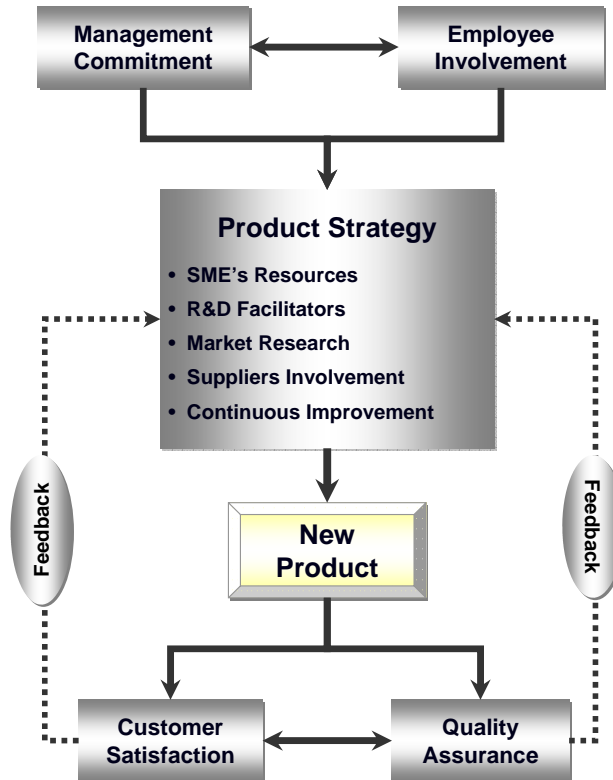 Management
Commitment
Employee
Involvement
Product Strategy
• SME's Resources
• R&D Facilitators
• Market Research
• Suppliers Involvement
• Continuous Improvement
Feedback
Feedback
New
Product
Customer
Satisfaction
Quality
Assurance